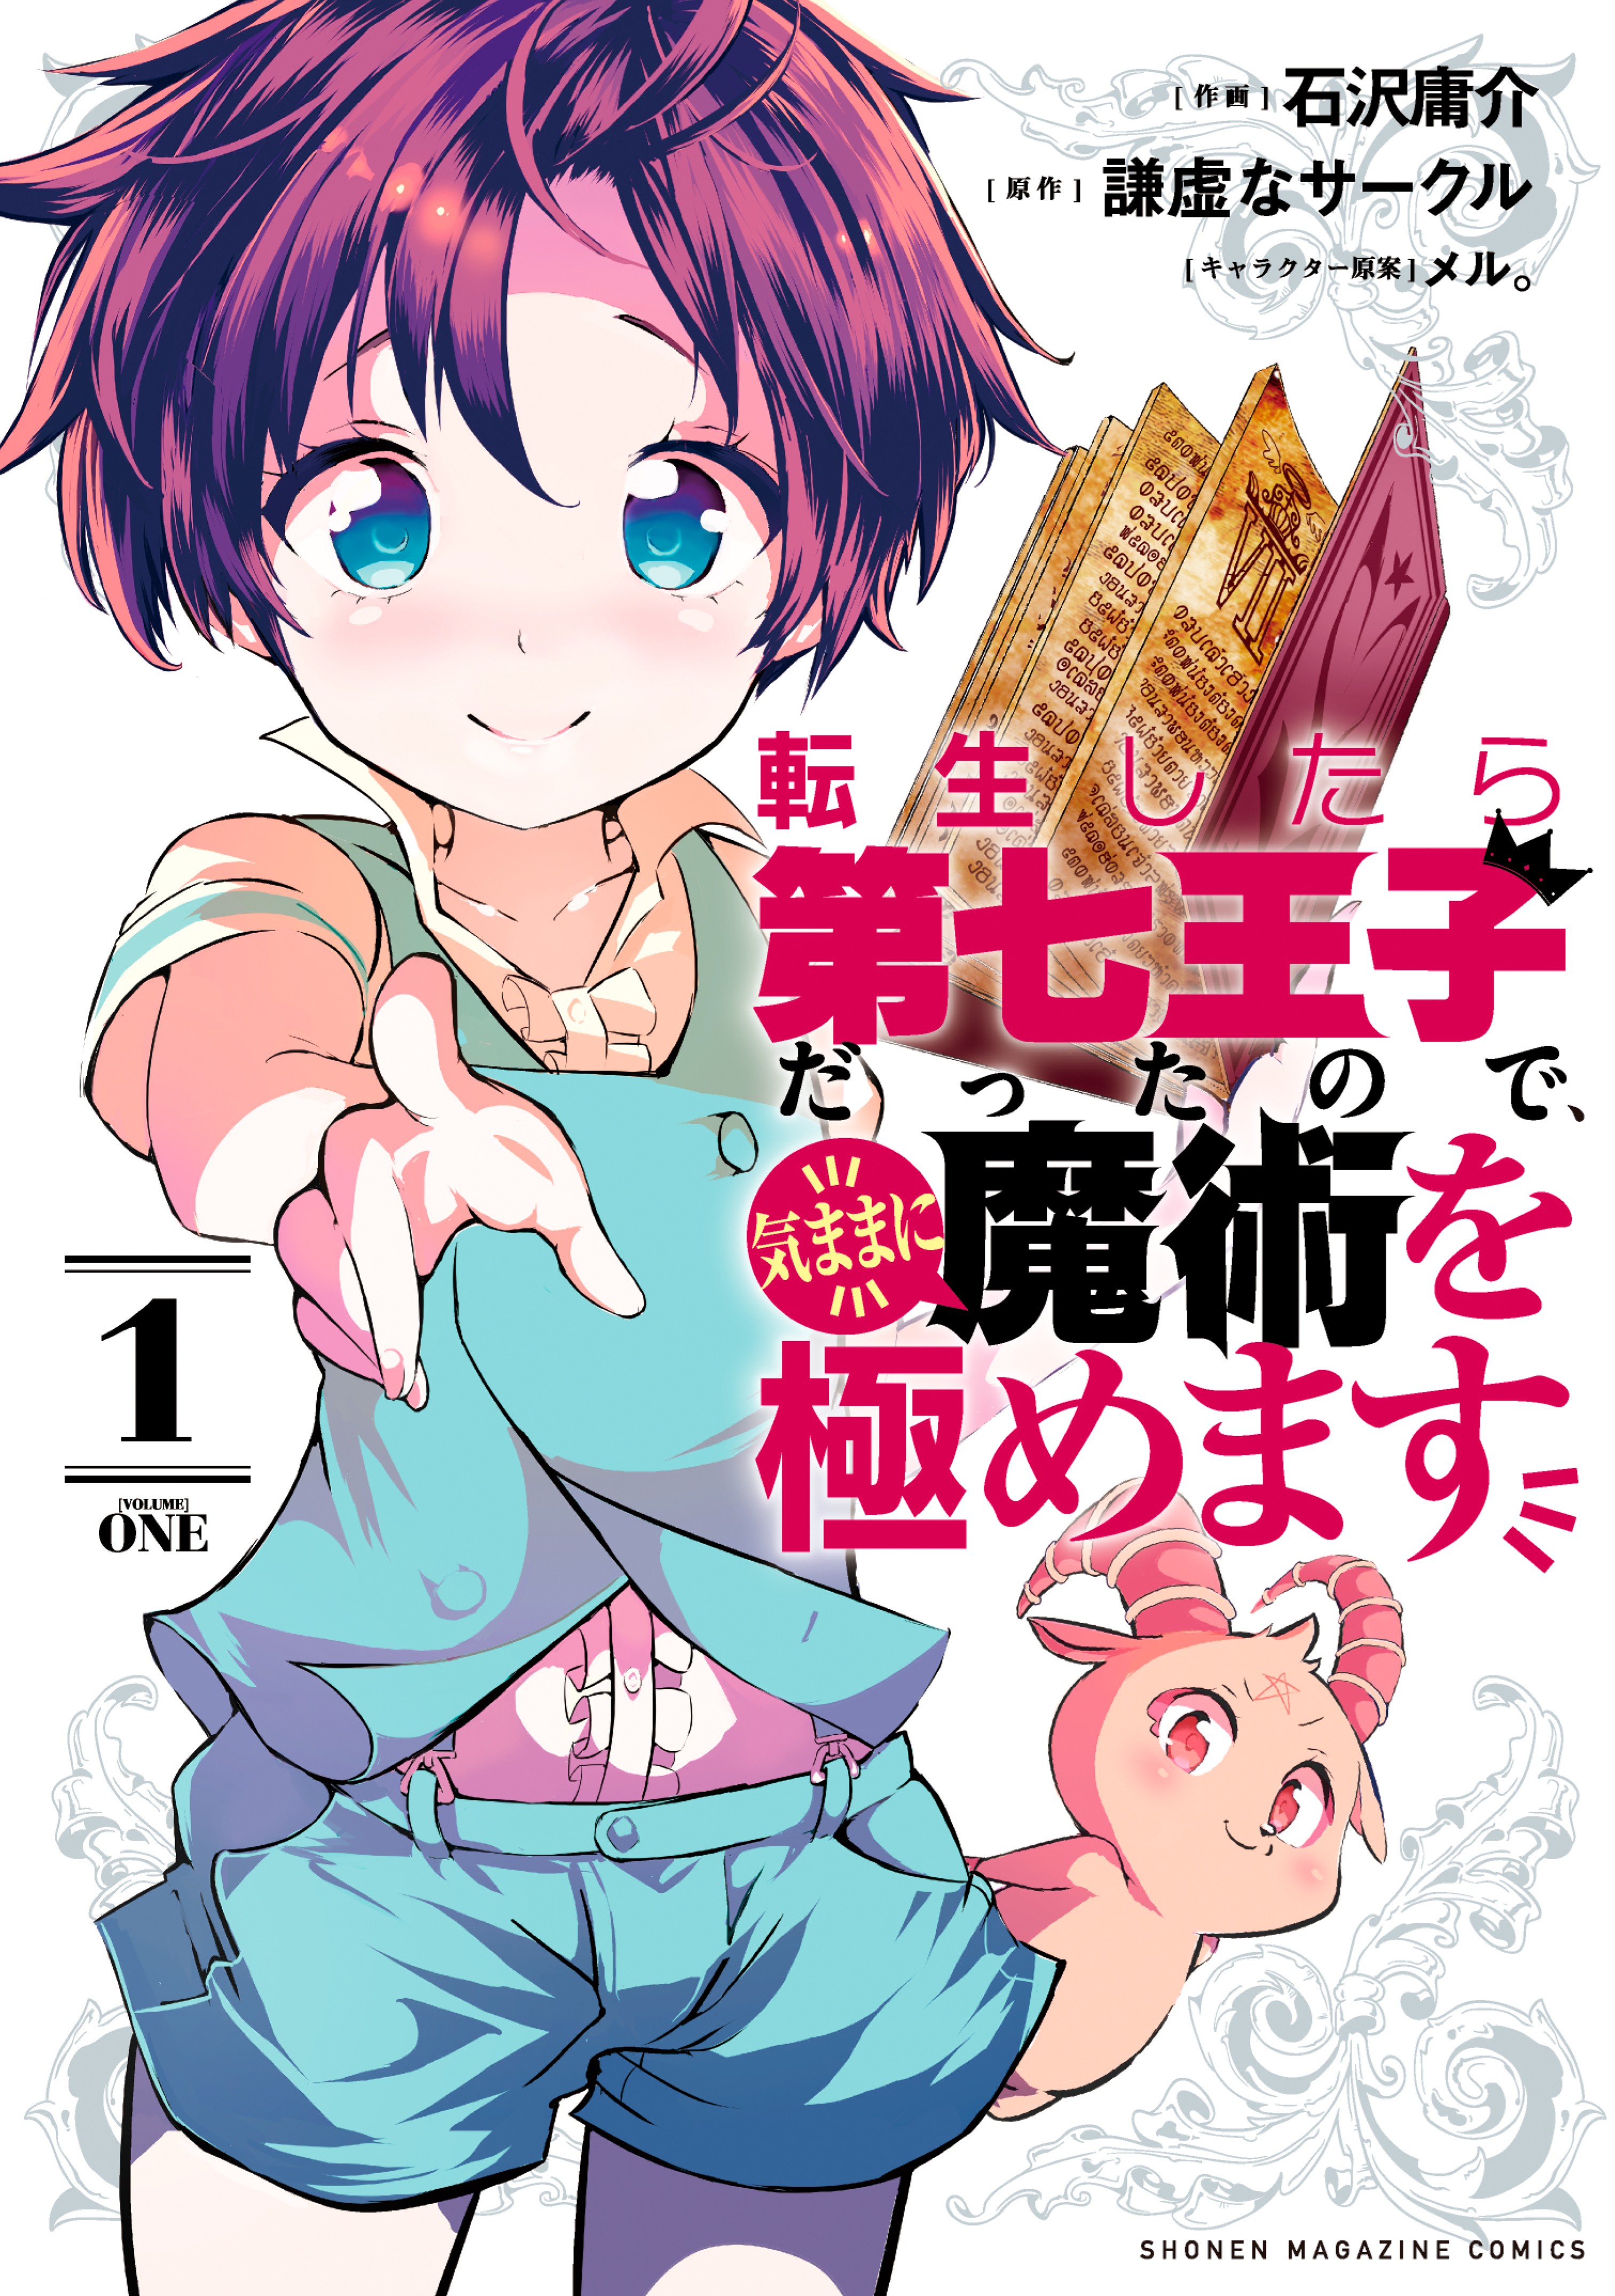 [作画] 石沢庸介
[原作] 謙虚なサークル
[キャラクター原案] メル。
VII
転生したら
第七王子
だったので、
気ままに魔術を
極めます
1
[VOLUME]
ONE
SHONEN MAGAZINE COMICS